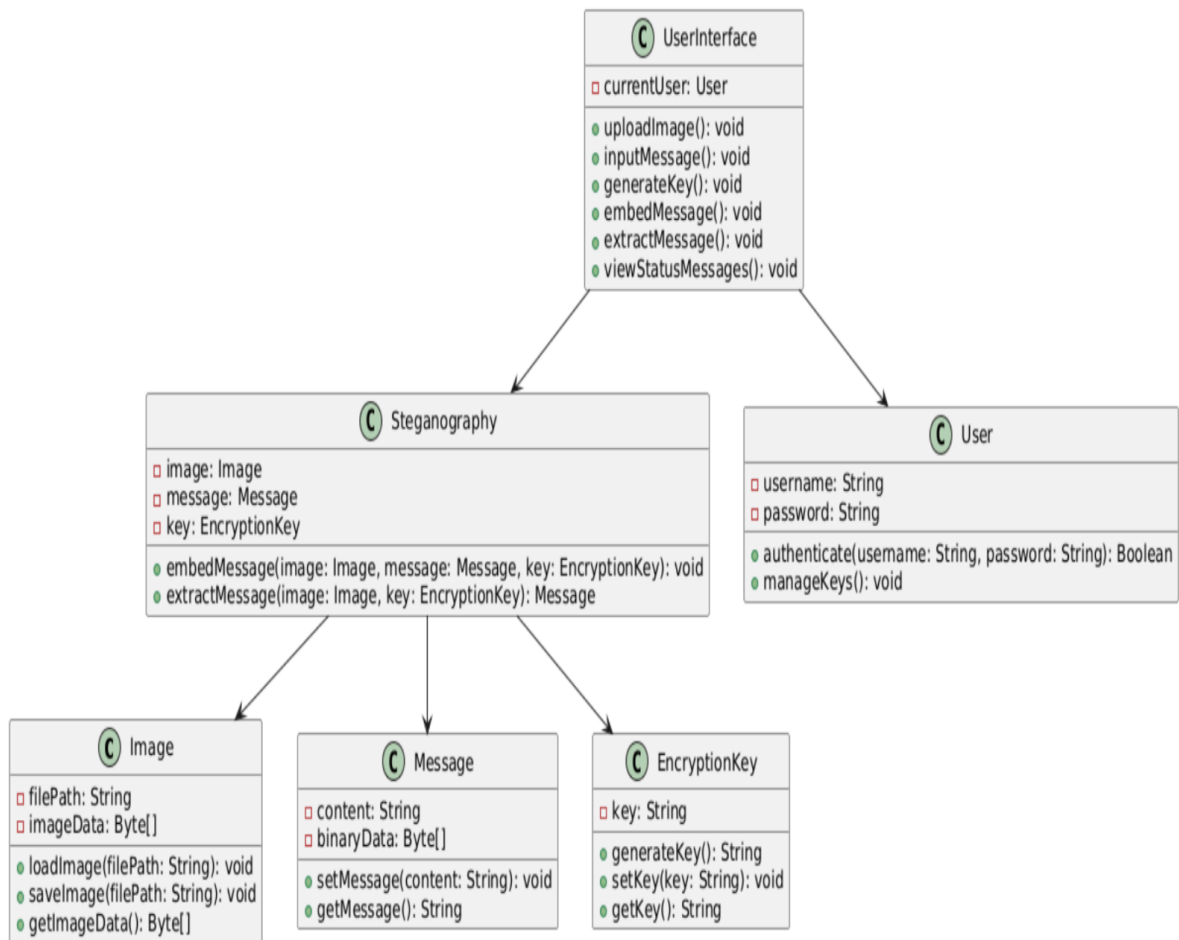 C UserInterface
currentUser: User
uploadImage(): void
inputMessage(): void
generateKey(): void
embedMessage(): void
extractMessage(): void
viewStatusMessages(): void
C Steganography
image: Image
message: Message
key: EncryptionKey
embedMessage(image: Image, message: Message, key: EncryptionKey): void
extractMessage(image: Image, key: EncryptionKey): Message
C User
username: String
password: String
authenticate(username: String, password: String): Boolean
manageKeys(): void
C Image
filePath: String
imageData: Byte[]
loadImage(filePath: String): void
saveImage(filePath: String): void
getImageData(): Byte[]
C Message
content: String
binaryData: Byte[]
setMessage(content: String): void
getMessage(): String
C EncryptionKey
key: String
generateKey(): String
setKey(key: String): void
getKey(): String